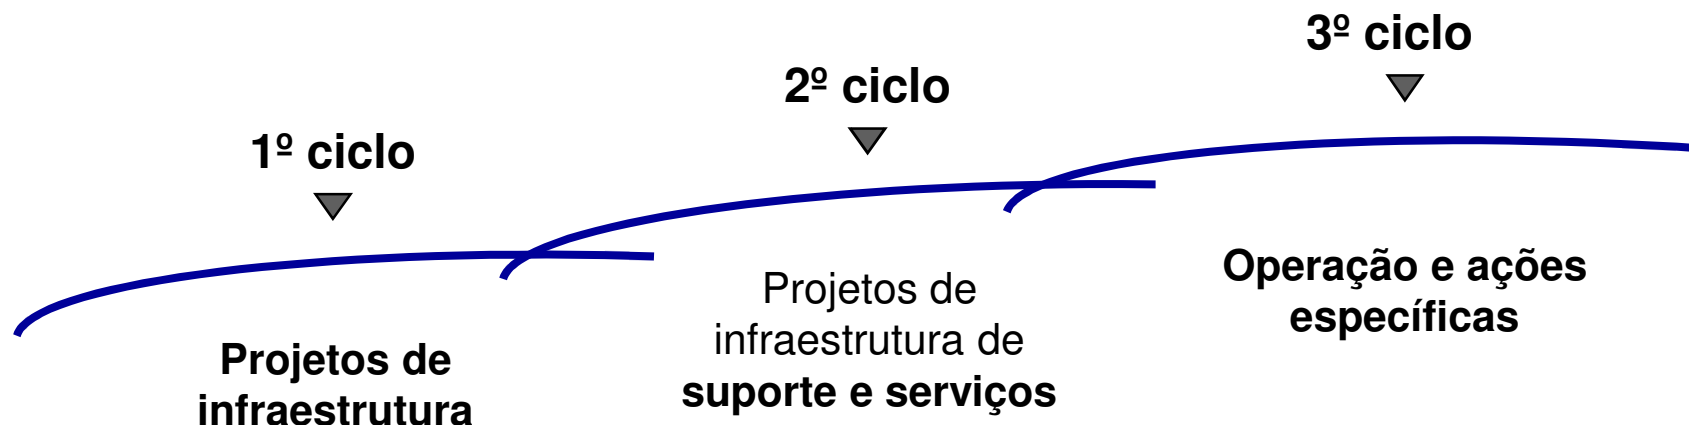 1º ciclo
Projetos de
infraestrutura
2º ciclo
Projetos de
infraestrutura de
suporte e serviços
3º ciclo
Operação e ações
específicas